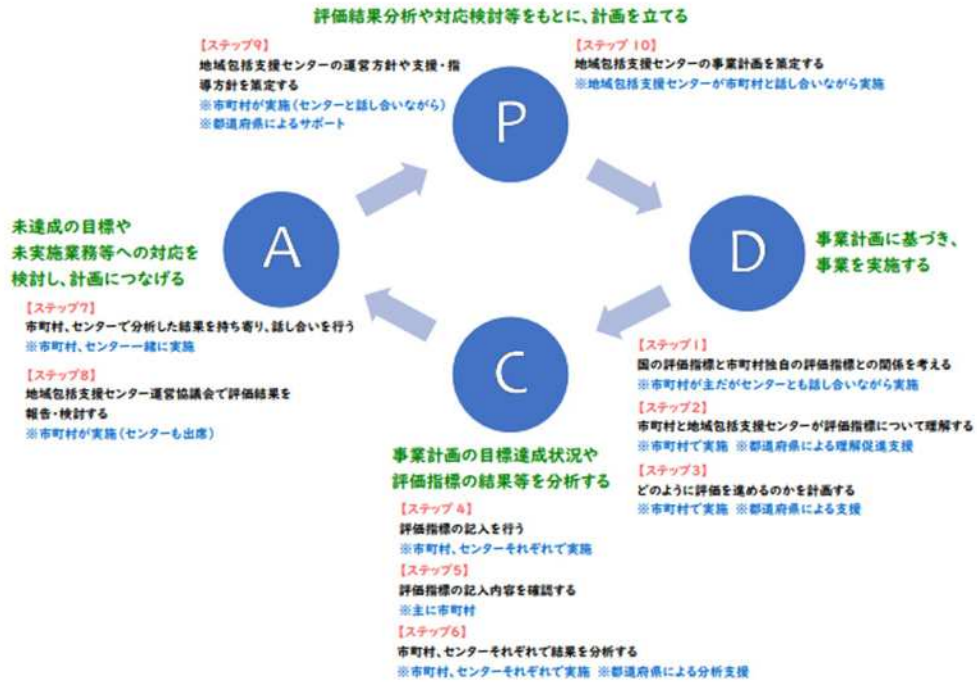 評価結果分析や対応検討等をもとに、計画を立てる
【ステップ9】
地域包括支援センターの運営方針や支援・指
導方針を策定する
※市町村が実施(センターと話し合いながら)
※都道府県によるサポート
【ステップ 10】
地域包括支援センターの事業計画を策定する
※地域包括支援センターが市町村と話し合いながら実施
P
未達成の目標や
未実施業務等への対応を
検討し、計画につなげる
A
D
事業計画に基づき、
事業を実施する
【ステップ7】
市町村、センターで分析した結果を持ち寄り、話し合いを行う
※市町村、センター一緒に実施
【ステップ8】
地域包括支援センター運営協議会で評価結果を
報告・検討する
※市町村が実施(センターも出席)
C
【ステップ1】
国の評価指標と市町村独自の評価指標との関係を考える
※市町村が主だがセンターとも話し合いながら実施
【ステップ2】
市町村と地域包括支援センターが評価指標について理解する
※市町村で実施 ※都道府県による理解促進支援
【ステップ3】
どのように評価を進めるのかを計画する
※市町村で実施 ※都道府県による支援
事業計画の目標達成状況や
評価指標の結果等を分析する
【ステップ 4】
評価指標の記入を行う
※市町村、センターそれぞれで実施
【ステップ5】
評価指標の記入内容を確認する
※主に市町村
【ステップ6】
市町村、センターそれぞれで結果を分析する
※市町村、センターそれぞれで実施 ※都道府県による分析支援